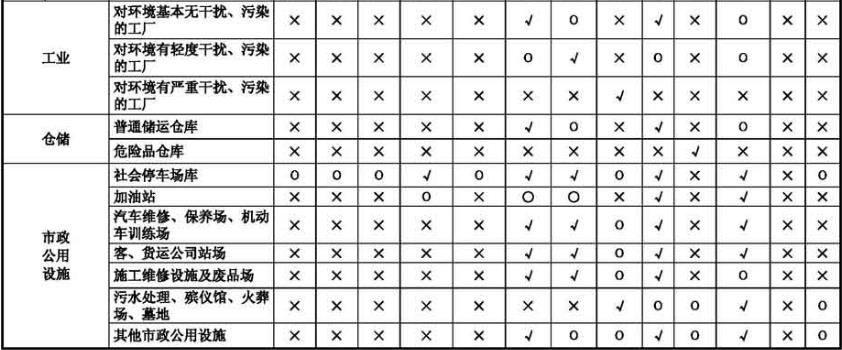 工业
对环境基本无干扰、污染
的工厂
× × × × × √ ○ × √ × ○ × ×
对环境有轻度干扰、污染
的工厂
× × × × × ○ √ × ○ × ○ × ×
对环境有严重干扰、污染
的工厂
× × × × × × × √ × × × × ×
仓储
普通储运仓库
× × × × × √ ○ × √ × ○ × ×
危险品仓库
× × × × × × × × × √ × × ×
市政
公用
设施
社会停车场库
○ ○ ○ √ ○ √ √ ○ √ × √ × ○
加油站
× × × ○ × ○ ○ × √ × √ × ×
汽车维修、保养场、机动
车训练场
× × × × × √ √ ○ √ × √ × ×
客、货运公司站场
× × × × × √ √ ○ √ × √ × ×
施工维修设施及废品场
× × × × × √ √ ○ √ × ○ × ×
污水处理、殡仪馆、火葬
场、墓地
× × × × × × × √ ○ ○ √ × ○
其他市政公用设施
× × × × × √ ○ ○ √ ○ √ × ○